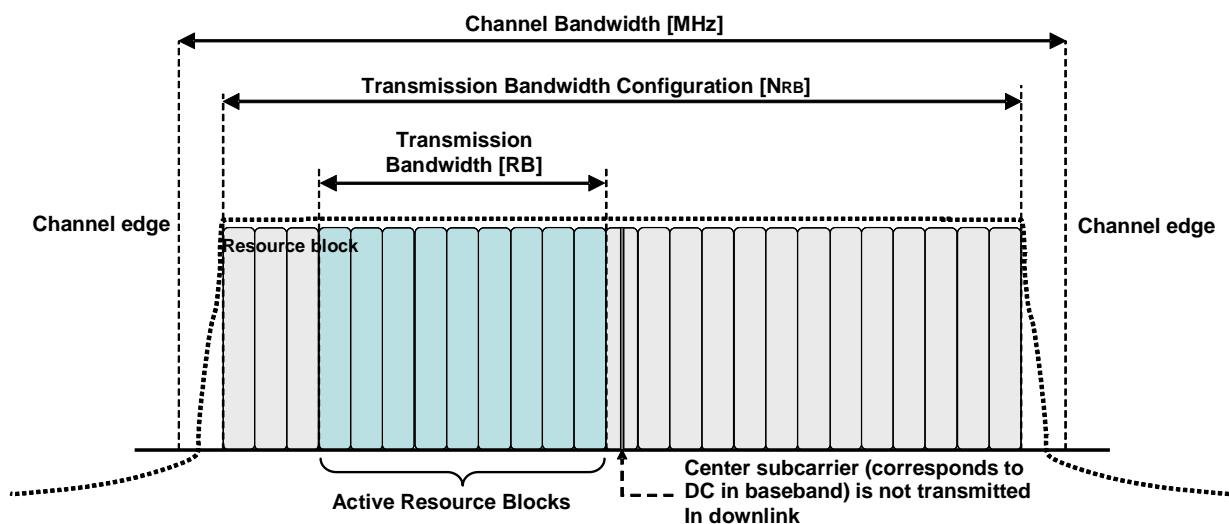 Channel Bandwidth [MHz]
Transmission Bandwidth Configuration [NRB]
Transmission
Bandwidth [RB]
Channel edge
Channel edge
Resource block
Active Resource Blocks
Center subcarrier (corresponds to
DC in baseband) is not transmitted
In downlink